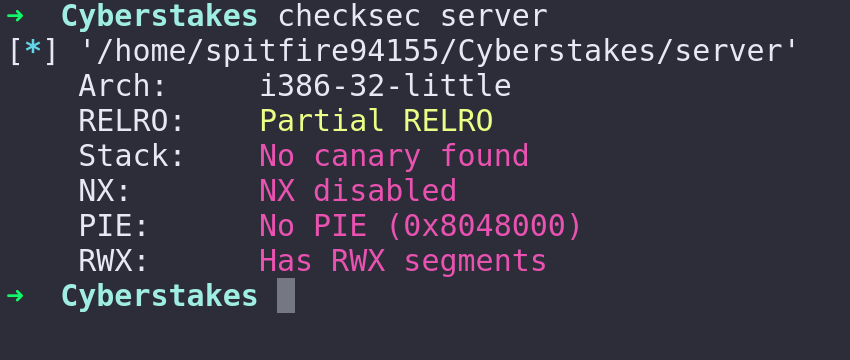 ➜  Cyberstakes checksec server
[*] '/home/spitfire94155/Cyberstakes/server'
    Arch:     i386-32-little
    RELRO:    Partial RELRO
    Stack:    No canary found
    NX:       NX disabled
    PIE:      No PIE (0x8048000)
    RWX:      Has RWX segments
➜  Cyberstakes